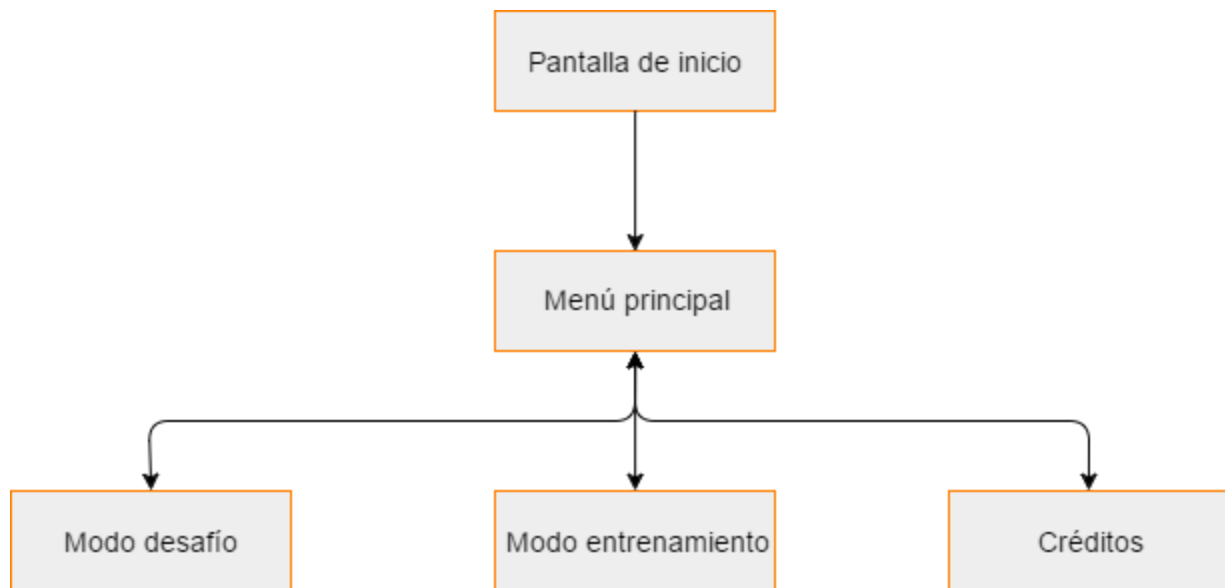 Pantalla de inicio
Menú principal
Modo desafío
Modo entrenamiento
Créditos